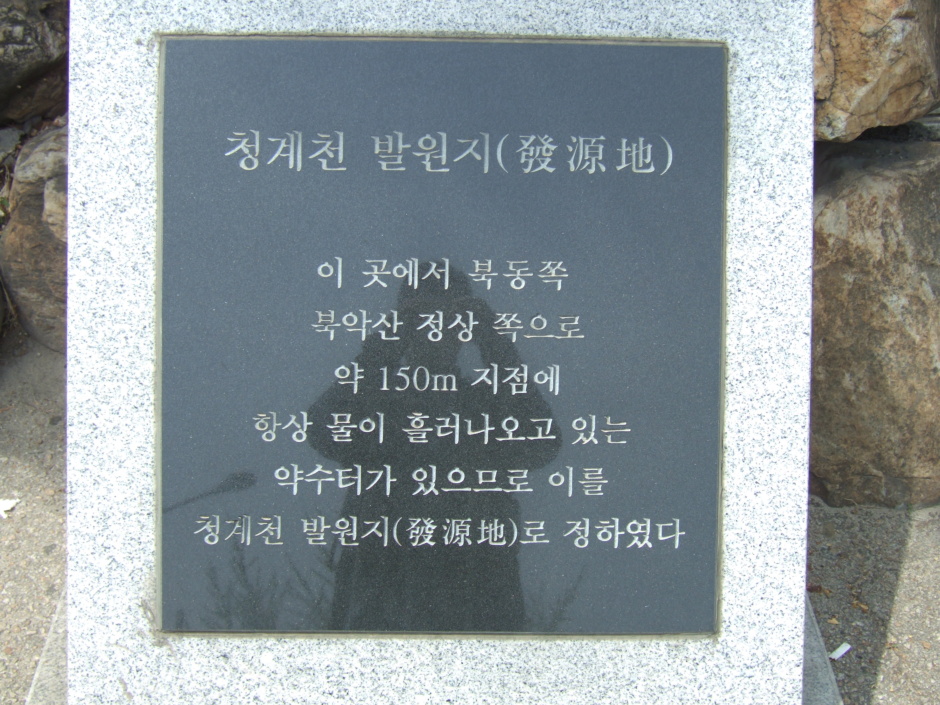 청계천 발원지(發源地)
이 곳에서 북동쪽
북악산 정상 쪽으로
약 150m 지점에
항상 물이 흘러나오고 있는
약수터가 있으므로 이를
청계천 발원지(發源地)로 정하였다